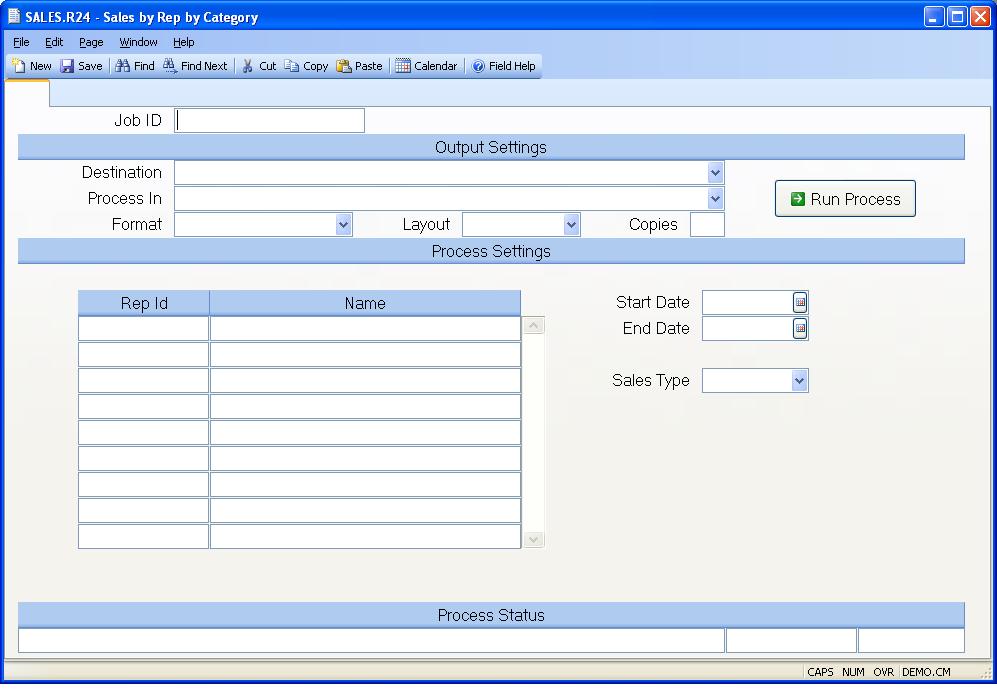 SALES.R24 - Sales by Rep by Category
File Edit Page Window Help
New Save Find Find Next Cut Copy Paste Calendar Field Help
Job ID
Output Settings
Destination
Process In
Run Process
Format Layout Copies
Process Settings
Rep Id Name
Start Date
End Date
Sales Type
Process Status
CAPS NUM OVR DEMO.CM